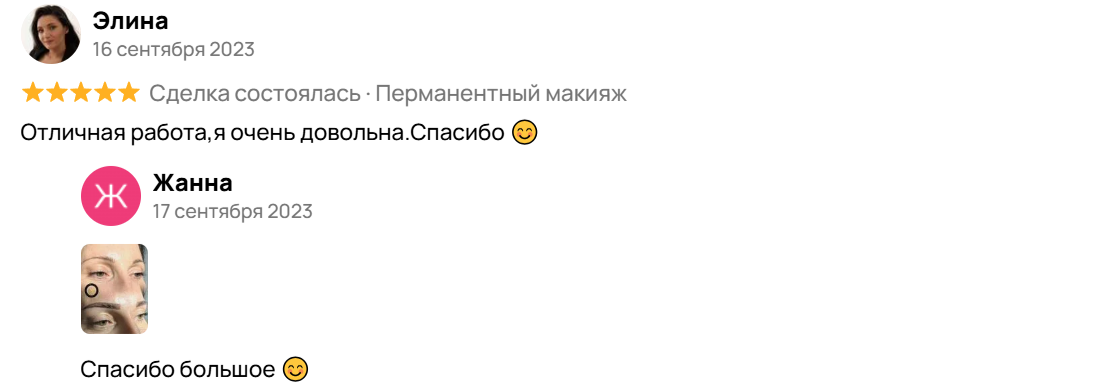 Элина
16 сентября 2023
Сделка состоялась · Перманентный макияж
Отличная работа,я очень довольна.Спасибо 😊
Ж
Жанна
17 сентября 2023
Спасибо большое 😊